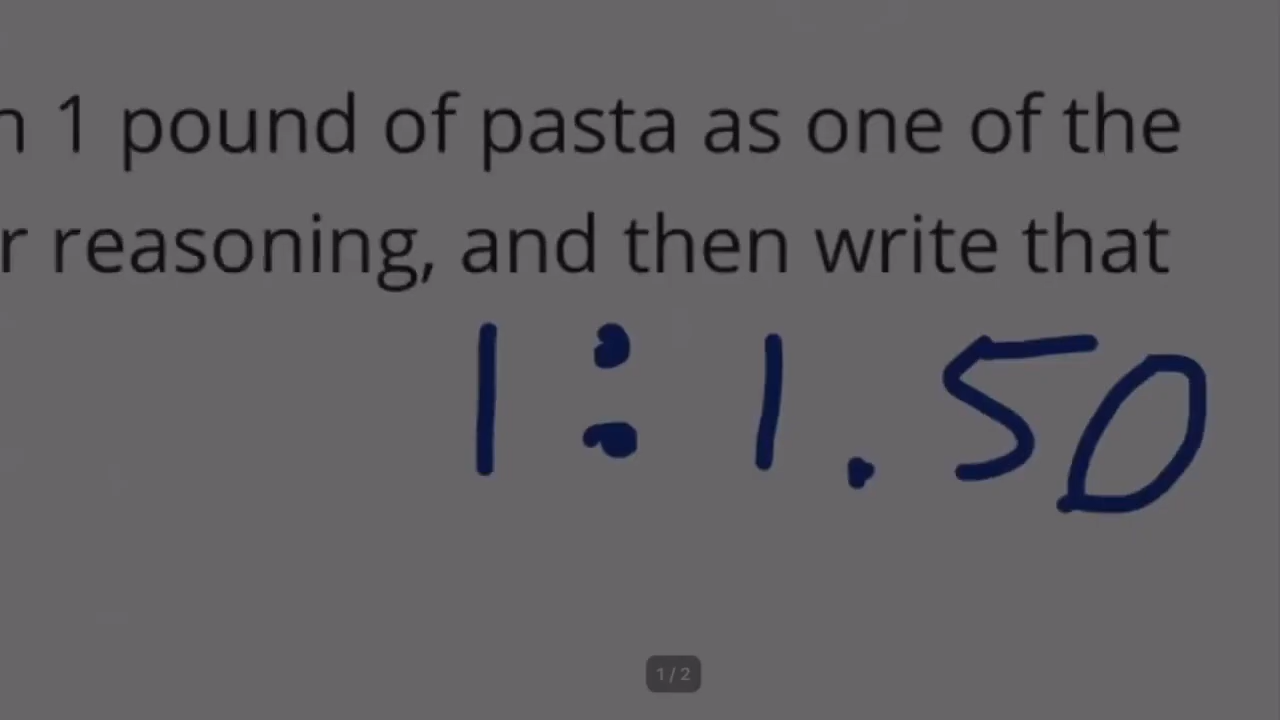 1 pound of pasta as one of the
reasoning, and then write that
1 : 1.50
1 / 2